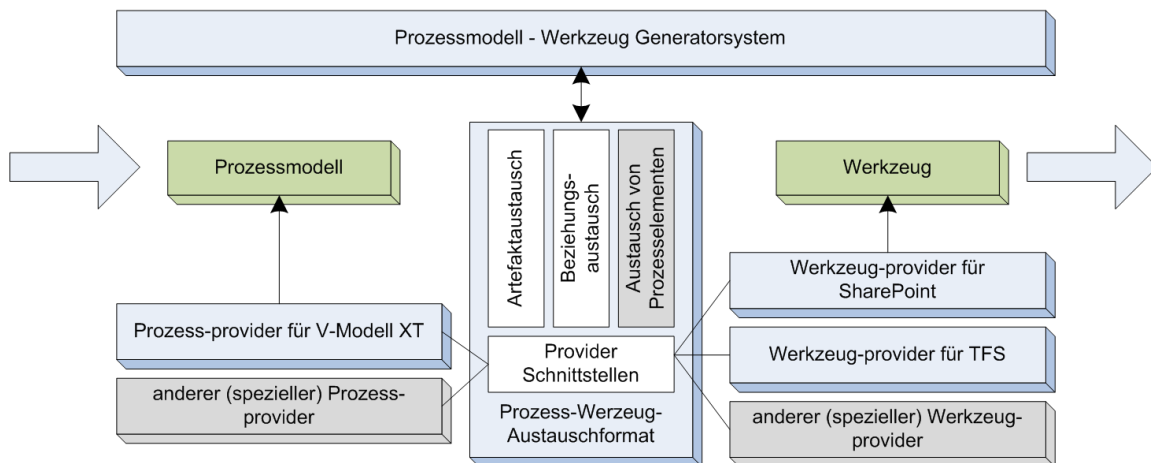 Prozessmodell - Werkzeug Generatorsystem
Prozessmodell
Artefaktaustausch
Beziehungs-
austausch
Austausch von
Prozesselementen
Werkzeug
Prozess-provider für V-Modell XT
anderer (spezieller) Prozess-
provider
Provider
Schnittstellen
Prozess-Werzeug-
Austauschformat
Werkzeug-provider für
SharePoint
Werkzeug-provider für TFS
anderer (spezieller) Werkzeug-
provider